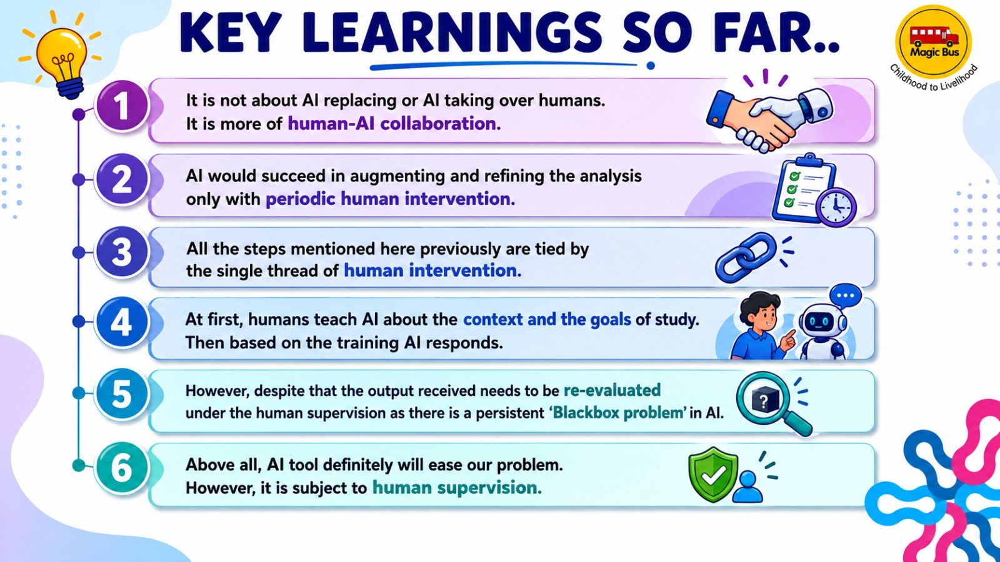 KEY LEARNINGS SO FAR..
Magic Bus
Childhood to Livelihood
1
It is not about AI replacing or AI taking over humans.
It is more of human-AI collaboration.
2
AI would succeed in augmenting and refining the analysis
only with periodic human intervention.
3
All the steps mentioned here previously are tied by
the single thread of human intervention.
4
At first, humans teach AI about the context and the goals of study.
Then based on the training AI responds.
5
However, despite that the output received needs to be re-evaluated
under the human supervision as there is a persistent ‘Blackbox problem’ in AI.
?
6
Above all, AI tool definitely will ease our problem.
However, it is subject to human supervision.